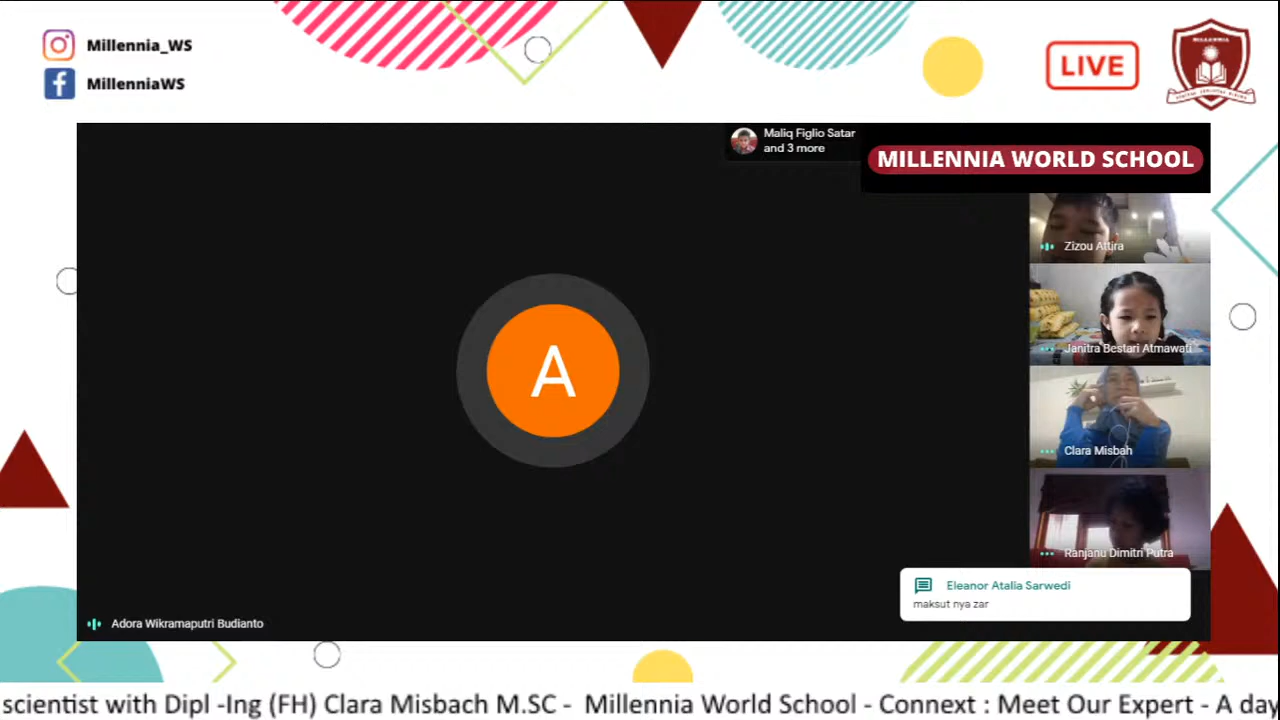 Millennia_WS
MillenniaWS
LIVE
MILLENNIA
Maliq Figlio Satar
and 3 more
MILLENNIA WORLD SCHOOL
Zizou Attira
Janitra Bestari Atmawati
Clara Misbah
Ranjanu Dimitri Putra
A
Eleanor Atalia Sarwedi
maksut nya zar
Adora Wikramaputri Budianto
scientist with Dipl -Ing (FH) Clara Misbach M.SC - Millennia World School - Connext : Meet Our Expert - A day